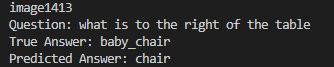 image1413
Question: what is to the right of the table
True Answer: baby_chair
Predicted Answer: chair